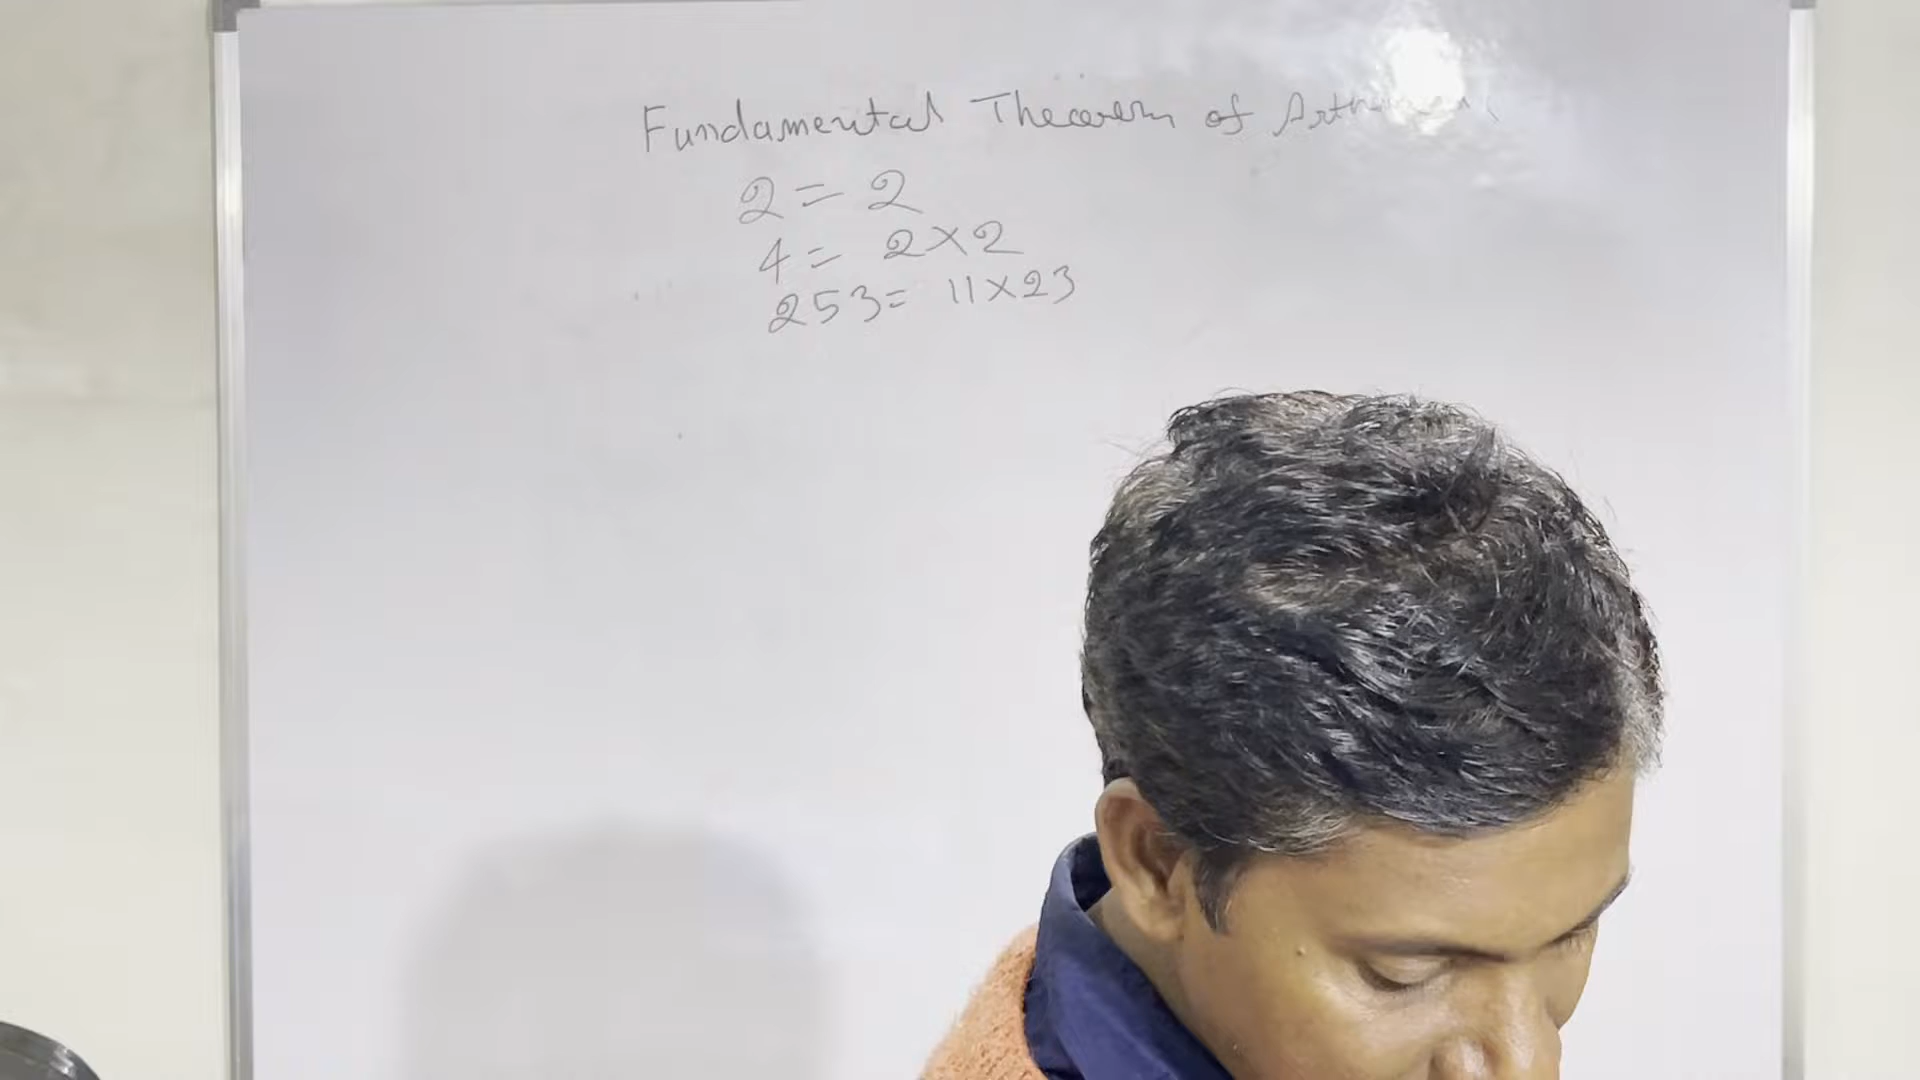 Fundamental Theorem of
2 = 2
4 = 2×2
253 = 11×23